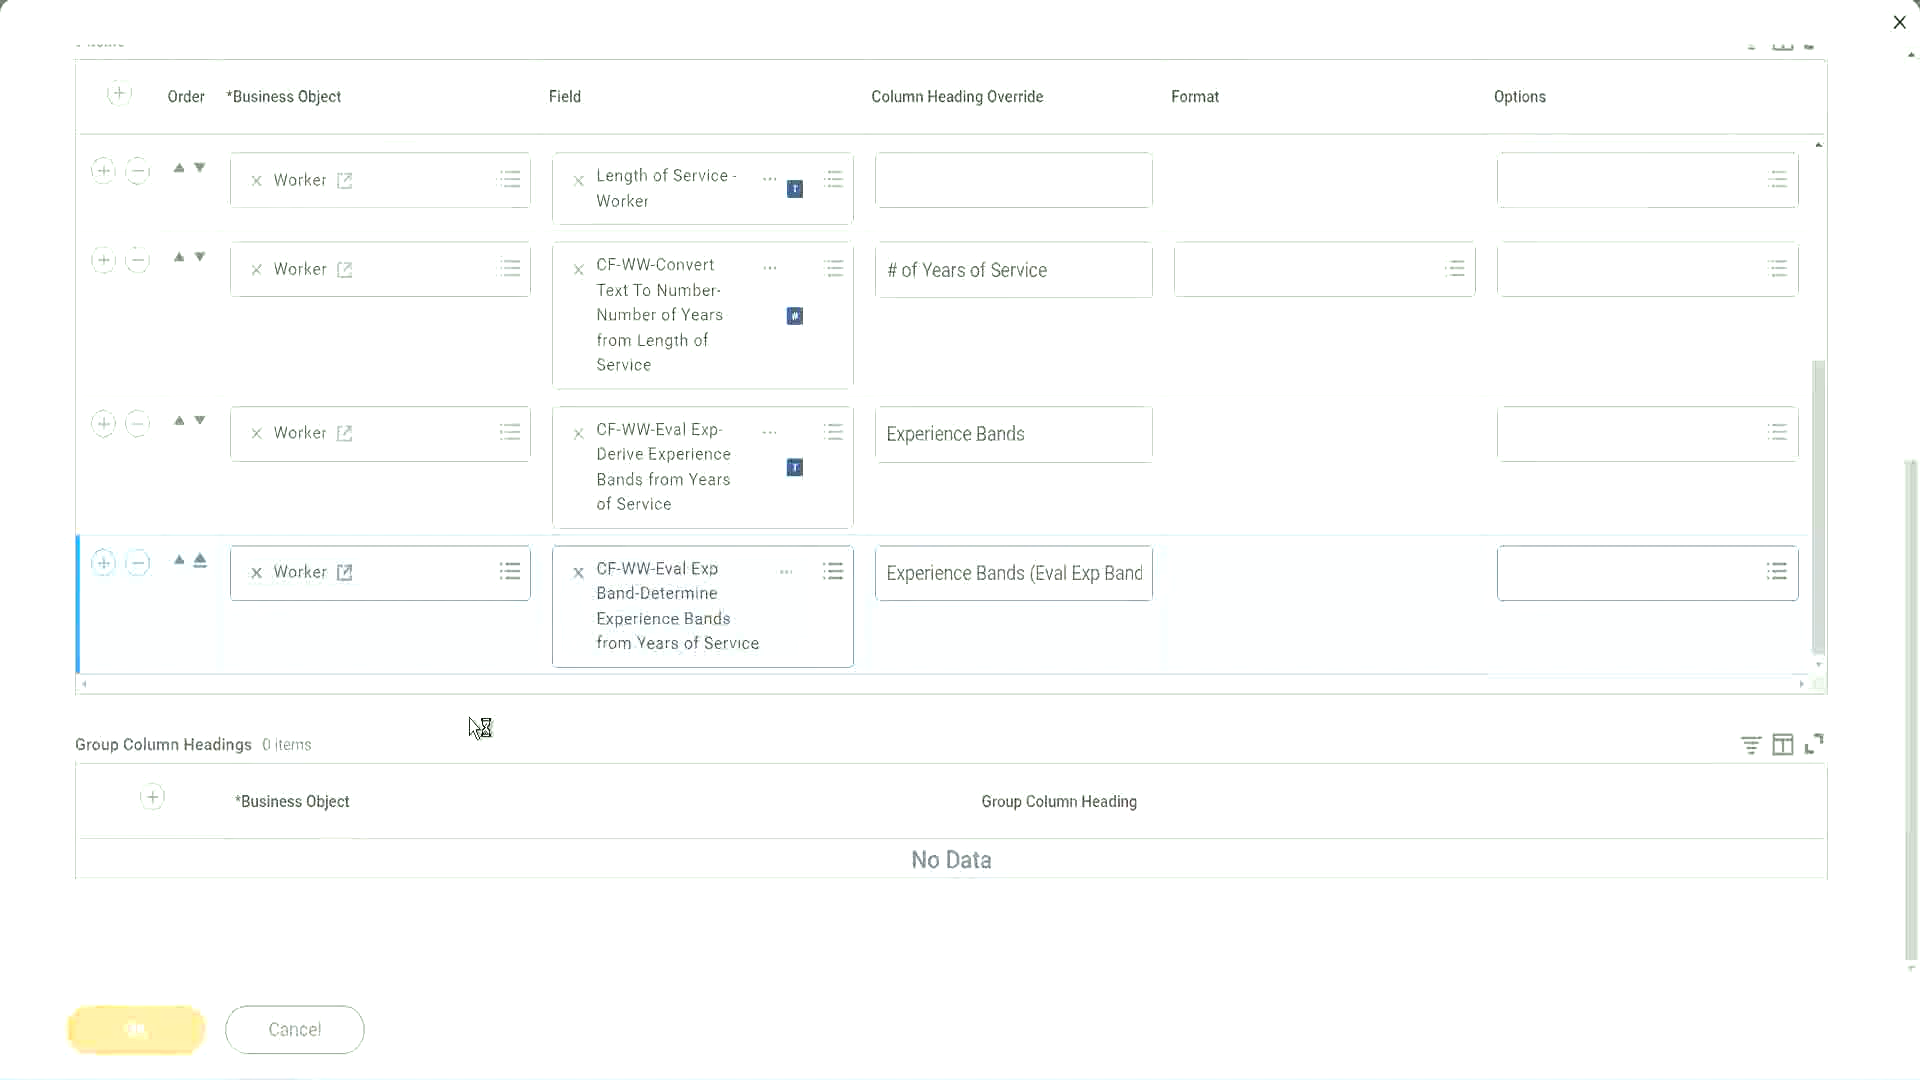 Order *Business Object Field Column Heading Override Format Options
Worker
Length of Service -
Worker
T
Worker
CF-WW-Convert
Text To Number-
Number of Years
from Length of
Service
#
# of Years of Service
Worker
CF-WW-Eval Exp-
Derive Experience
Bands from Years
of Service
T
Experience Bands
Worker
CF-WW-Eval Exp
Band-Determine
Experience Bands
from Years of Service
Experience Bands (Eval Exp Band
Group Column Headings 0 items
*Business Object Group Column Heading
No Data
Cancel